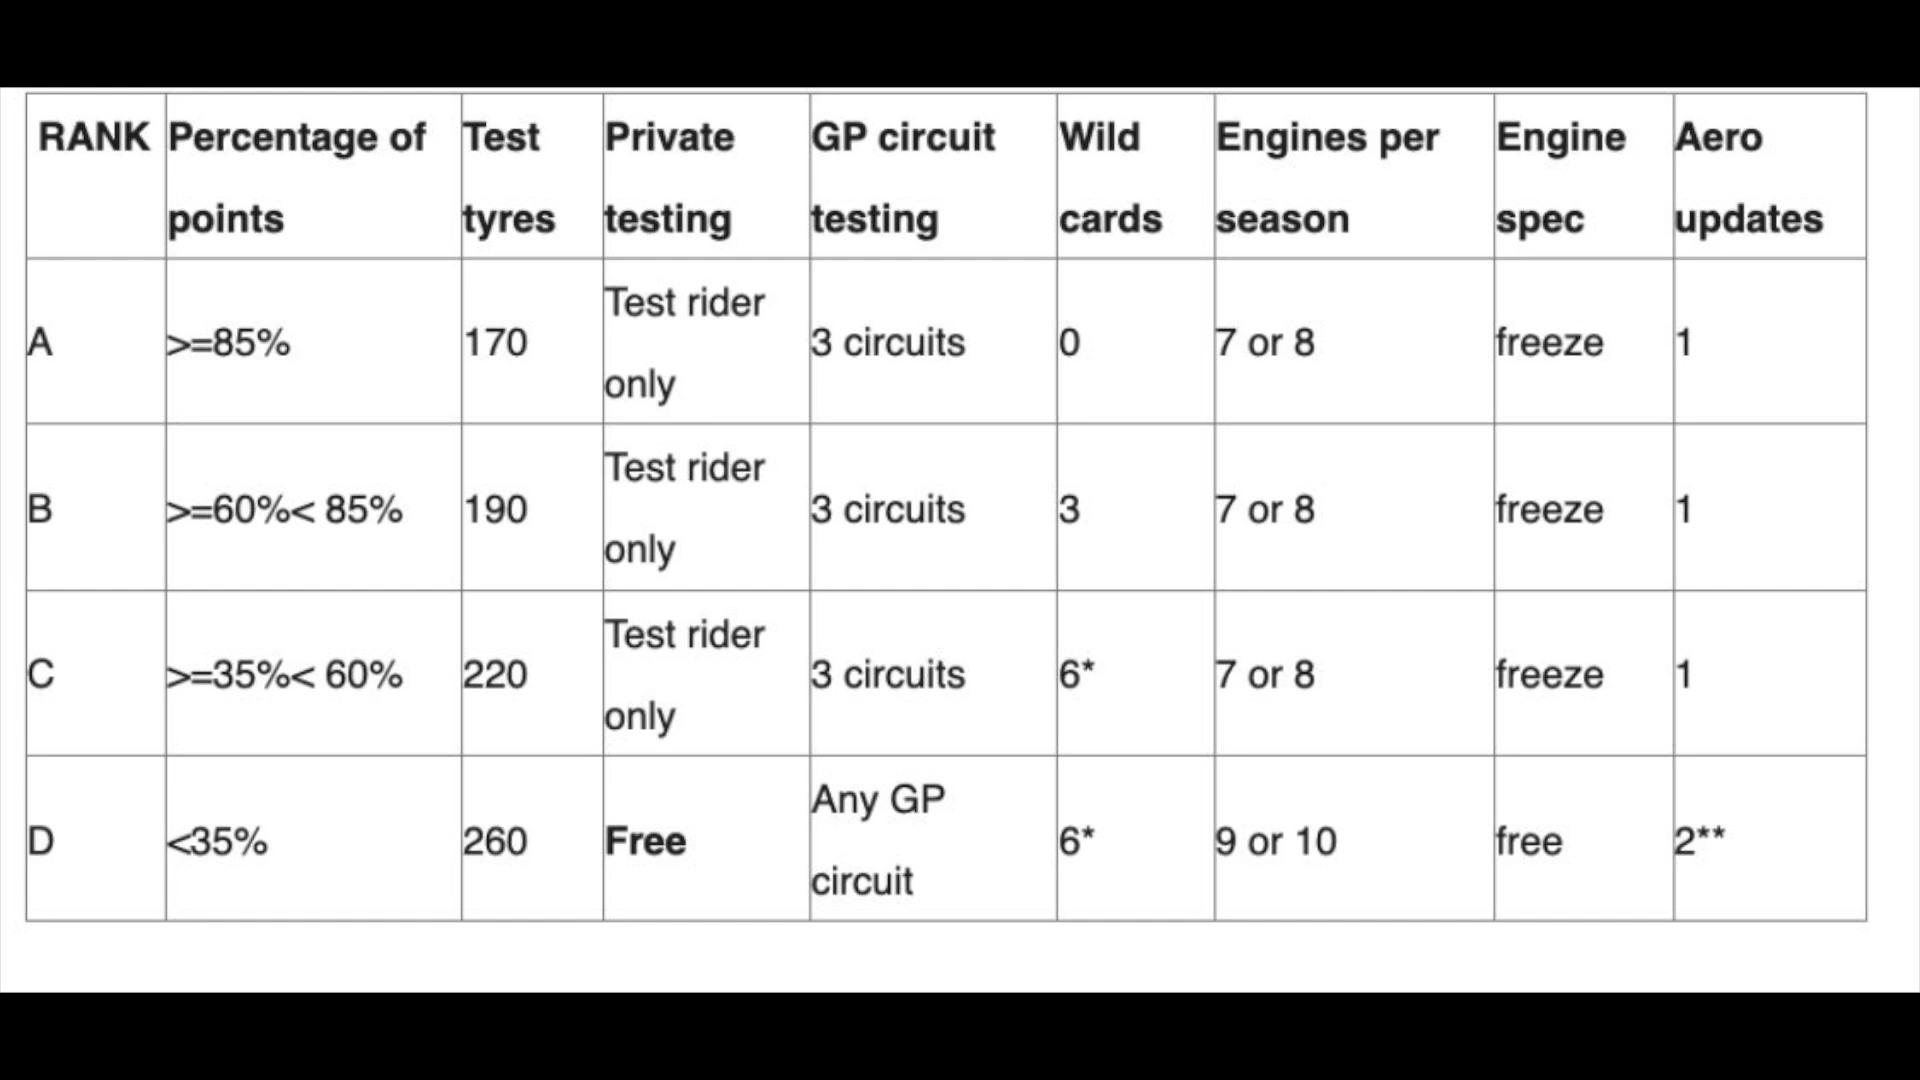 RANK Percentage of points Test tyres Private testing GP circuit testing Wild cards Engines per season Engine spec Aero updates
A >=85% 170 Test rider only 3 circuits 0 7 or 8 freeze 1
B >=60%< 85% 190 Test rider only 3 circuits 3 7 or 8 freeze 1
C >=35%< 60% 220 Test rider only 3 circuits 6* 7 or 8 freeze 1
D <35% 260 Free Any GP circuit 6* 9 or 10 free 2**